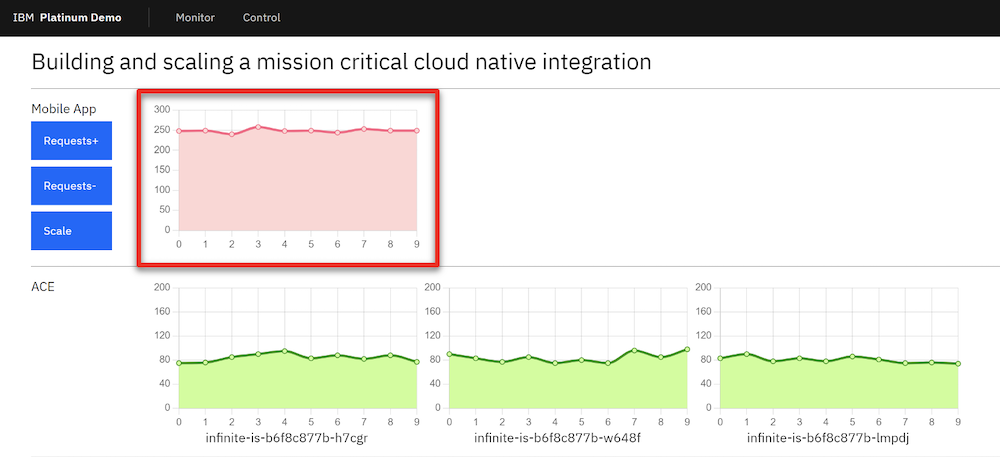 IBM Platinum Demo Monitor Control
Building and scaling a mission critical cloud native integration
Mobile App
Requests+
Requests-
Scale
300
250
200
150
100
50
0
0 1 2 3 4 5 6 7 8 9
ACE
200
160
120
80
40
0
0 1 2 3 4 5 6 7 8 9
infinite-is-b6f8c877b-h7cgr
200
160
120
80
40
0
0 1 2 3 4 5 6 7 8 9
infinite-is-b6f8c877b-w648f
200
160
120
80
40
0
0 1 2 3 4 5 6 7 8 9
infinite-is-b6f8c877b-lmpdj